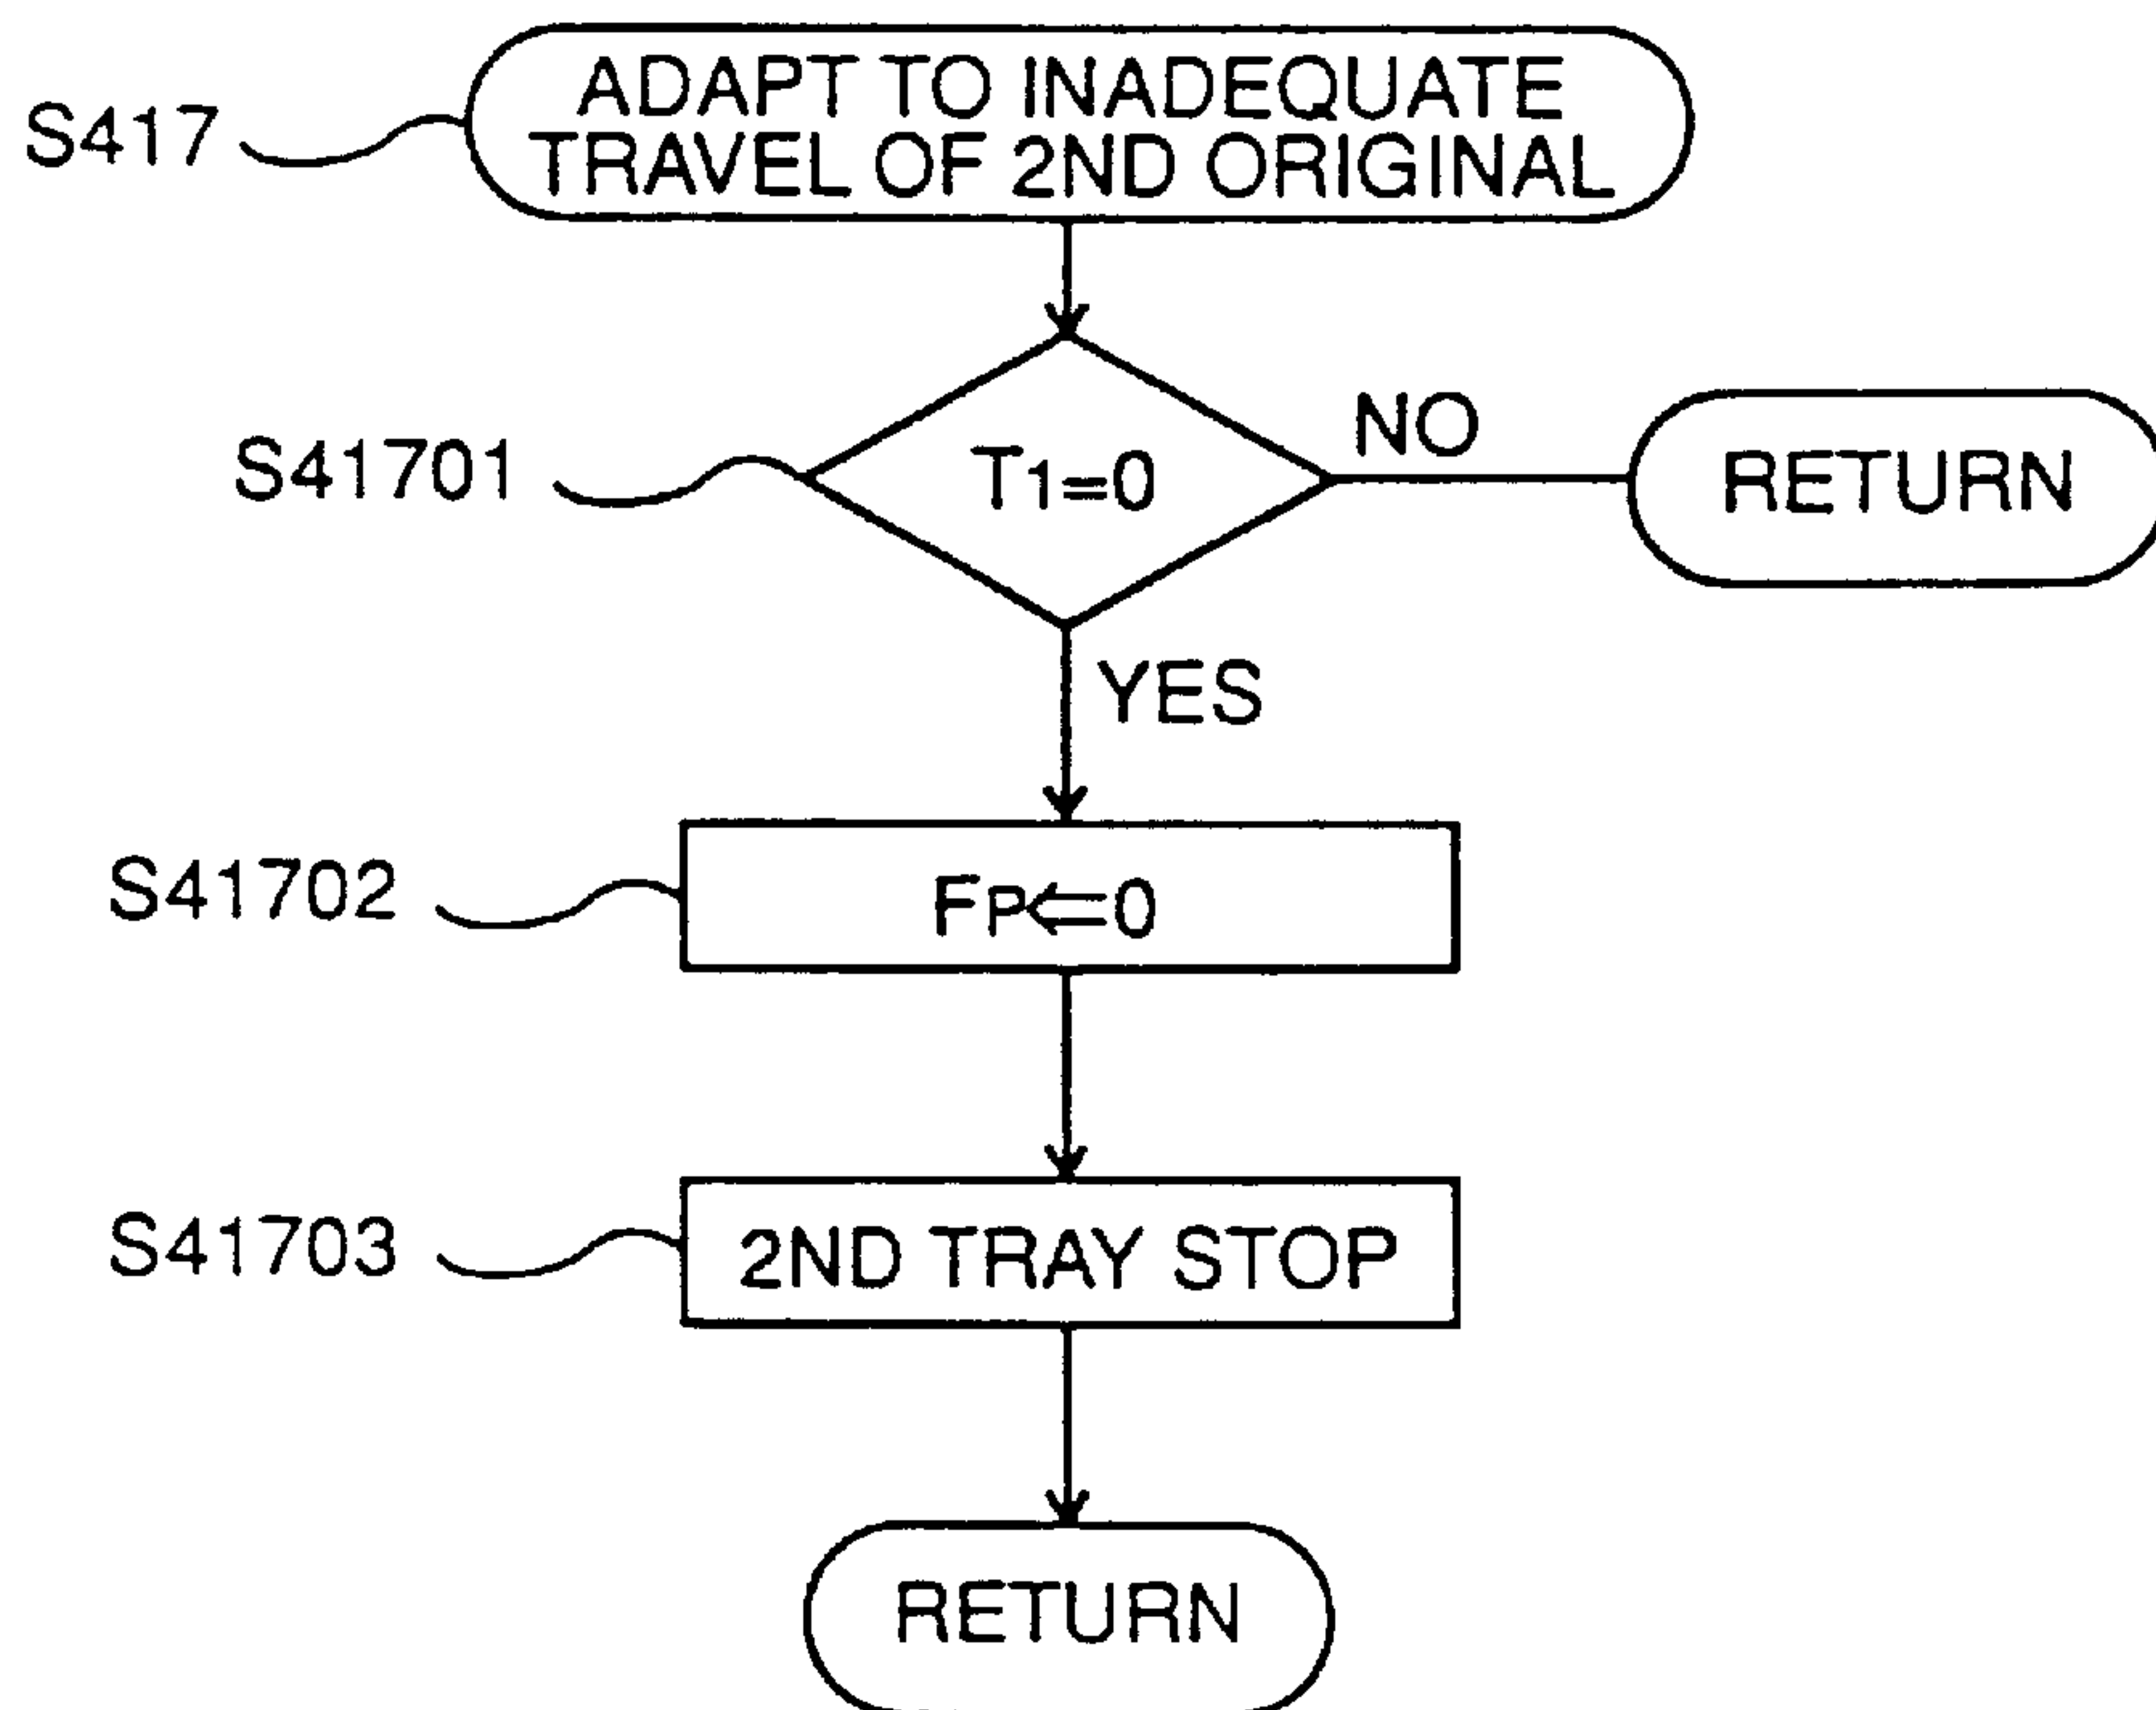 ADAPT TO INADEQUATE
TRAVEL OF 2ND ORIGINAL
S417
NO
S41701
T1=0
RETURN
YES
S41702
FP⇐0
S41703
2ND TRAY STOP
RETURN